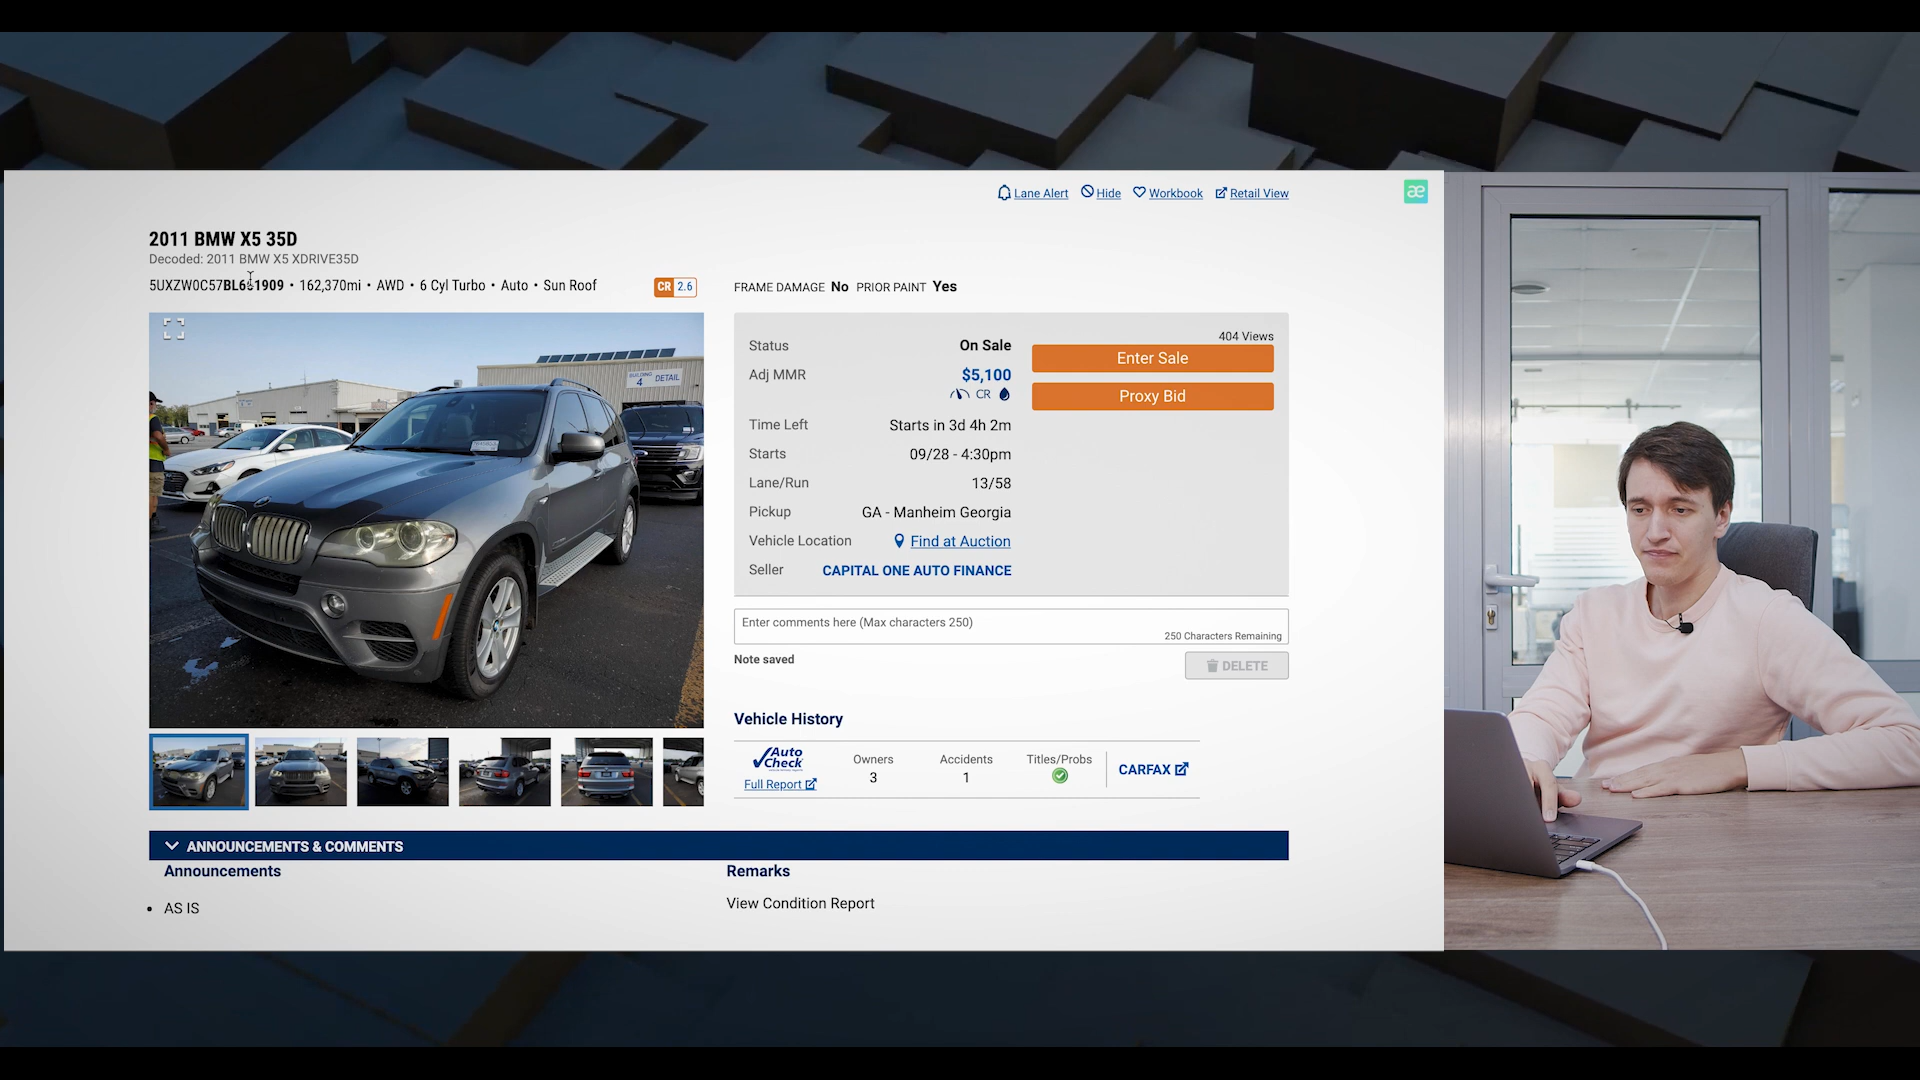 Lane Alert Hide Workbook Retail View
æ
2011 BMW X5 35D
Decoded: 2011 BMW X5 XDRIVE35D
162,370mi • AWD • 6 Cyl Turbo • Auto • Sun Roof
CR 2.6
FRAME DAMAGE No PRIOR PAINT Yes
BUILDING 4 DETAIL
404 Views
Status On Sale
Enter Sale
Adj MMR $5,100
CR
Proxy Bid
Time Left Starts in 3d 4h 2m
Starts 09/28 - 4:30pm
Lane/Run 13/58
Pickup GA - Manheim Georgia
Vehicle Location Find at Auction
Seller CAPITAL ONE AUTO FINANCE
Enter comments here (Max characters 250)
250 Characters Remaining
Note saved
DELETE
Vehicle History
Auto Check
Full Report
Owners
3
Accidents
1
Titles/Probs
CARFAX
ANNOUNCEMENTS & COMMENTS
Announcements
• AS IS
Remarks
View Condition Report